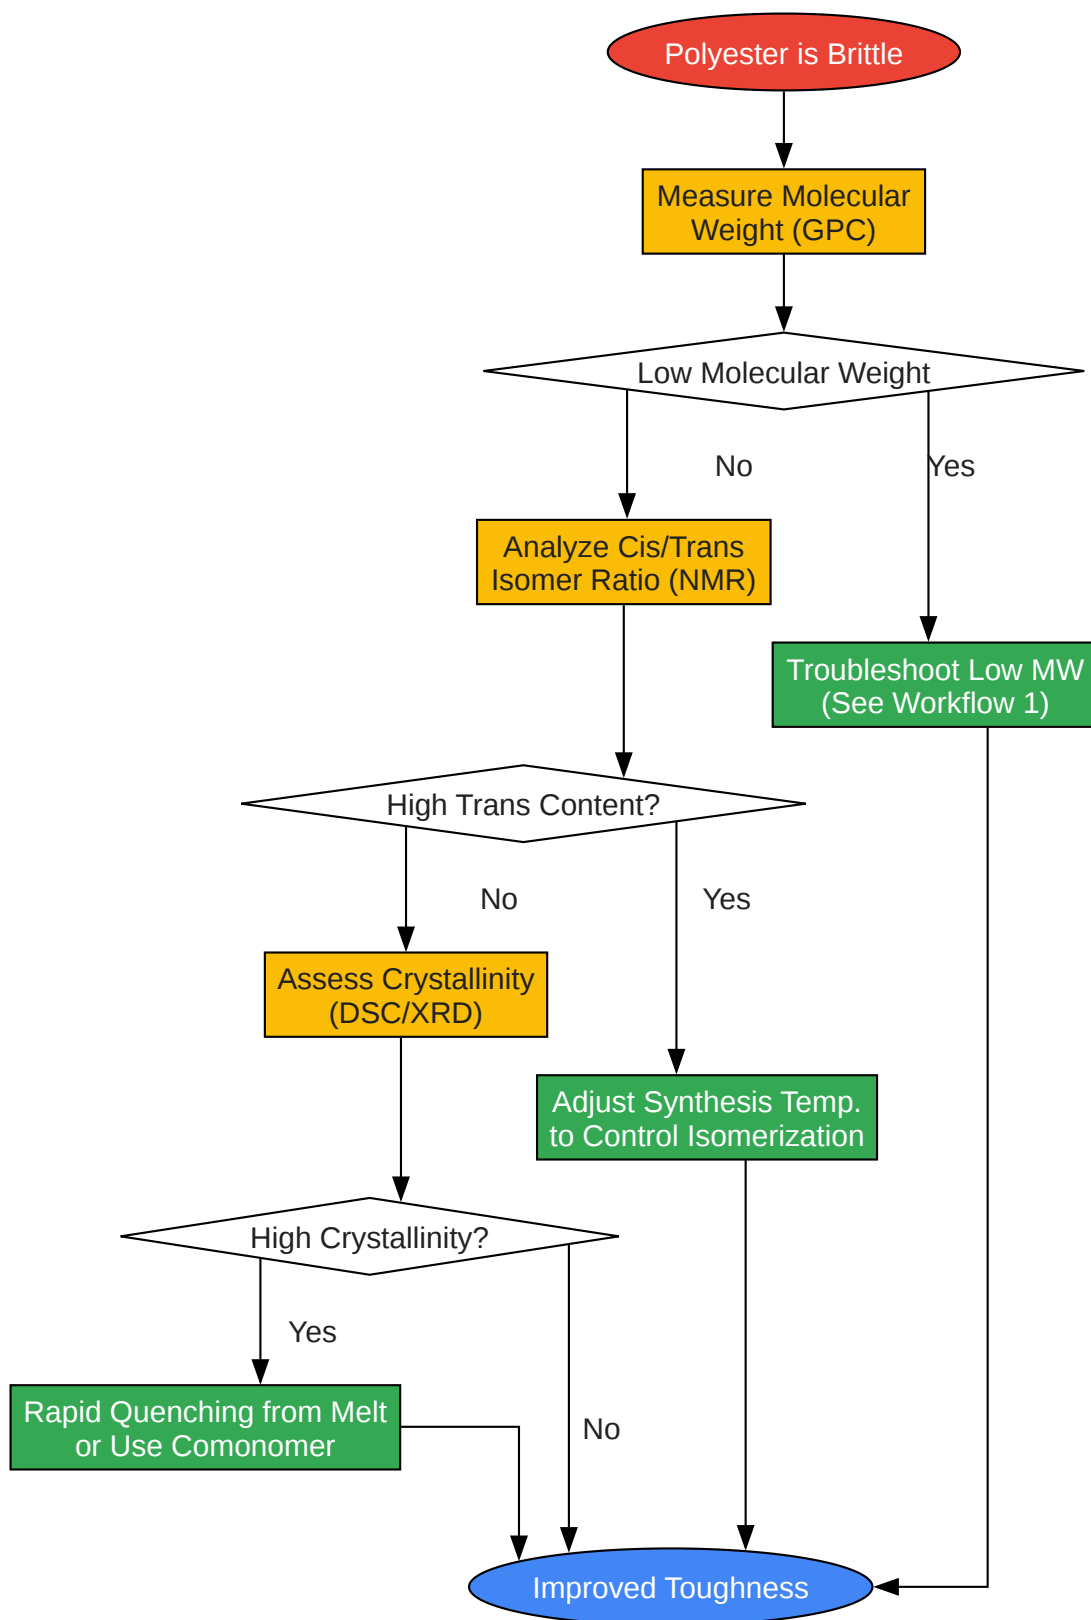 Polyester is Brittle
Measure Molecular
Weight (GPC)
Low Molecular Weight
No
Yes
Analyze Cis/Trans
Isomer Ratio (NMR)
Troubleshoot Low MW
(See Workflow 1)
High Trans Content?
No
Yes
Assess Crystallinity
(DSC/XRD)
Adjust Synthesis Temp.
to Control Isomerization
High Crystallinity?
Yes
Rapid Quenching from Melt
or Use Comonomer
No
Improved Toughness